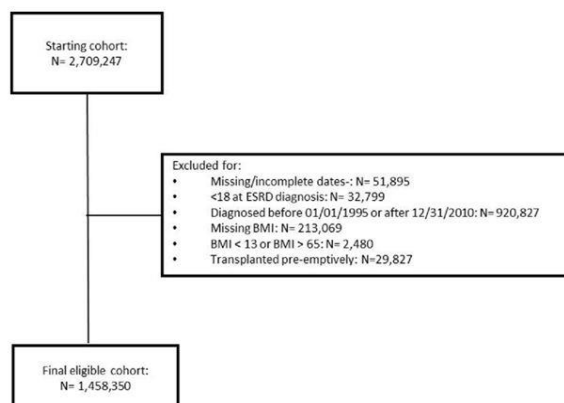 Starting cohort:
N= 2,709,247
Excluded for:
• Missing/incomplete dates-: N= 51,895
• <18 at ESRD diagnosis: N= 32,799
• Diagnosed before 01/01/1995 or after 12/31/2010: N= 920,827
• Missing BMI: N= 213,069
• BMI < 13 or BMI > 65: N= 2,480
• Transplanted pre-emptively: N=29,827
Final eligible cohort:
N= 1,458,350